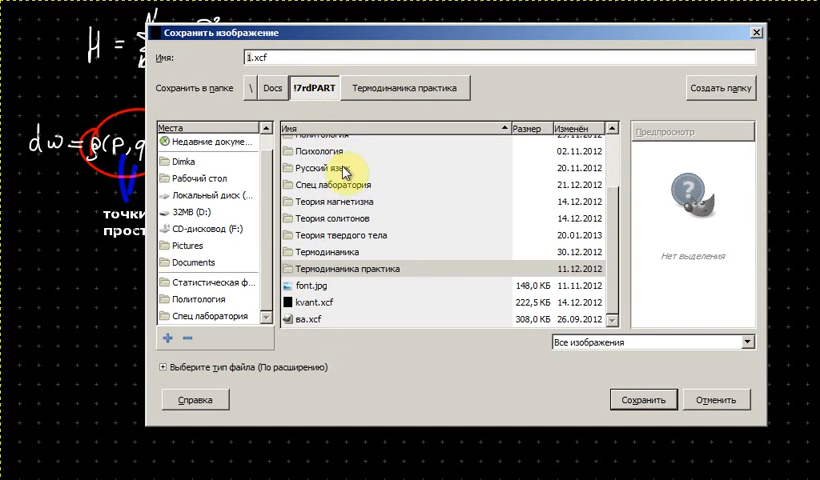 H =
Сохранить изображение
Имя: 1.xcf
Сохранить в папке \ Docs !7rdPART Термодинамика практика Создать папку
Места
Недавние докуме...
Dimka
Рабочий стол
Локальный диск (...
32MB (D:)
CD-дисковод (F:)
Pictures
Documents
Статистическая ф...
Политология
Спец лаборатория
Имя Размер Изменён
Политология
Психология 02.11.2012
Русский язык 20.11.2012
Спец лаборатория 21.12.2012
Теория магнетизма 14.12.2012
Теория солитонов 14.12.2012
Теория твердого тела 20.01.2013
Термодинамика 30.12.2012
Термодинамика практика 11.12.2012
font.jpg 148,0 КБ 11.11.2012
kvant.xcf 222,5 КБ 14.12.2012
ва.xcf 308,0 КБ 26.09.2012
Предпросмотр
Нет выделения
Все изображения
Выберите тип файла (По расширению)
Справка Сохранить Отменить
dw = ρ(p,q
точки
прост